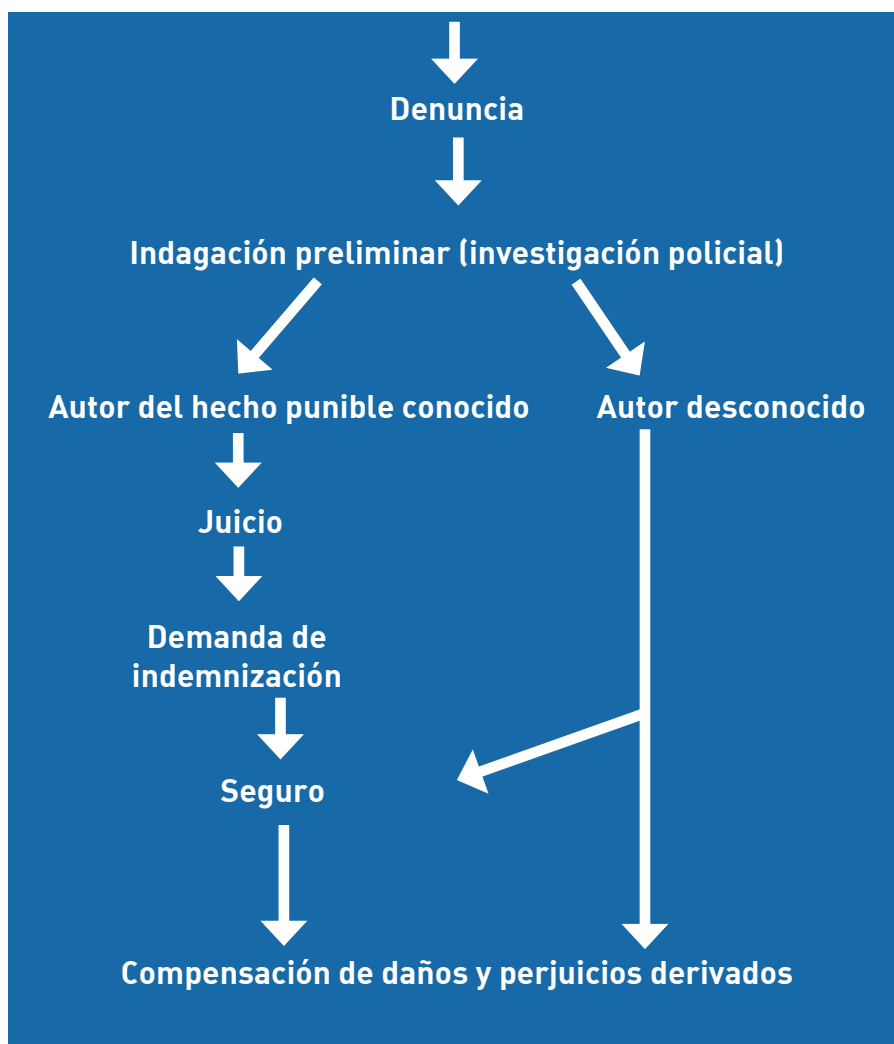 Denuncia
Indagación preliminar (investigación policial)
Autor del hecho punible conocido
Autor desconocido
Juicio
Demanda de
indemnización
Seguro
Compensación de daños y perjuicios derivados